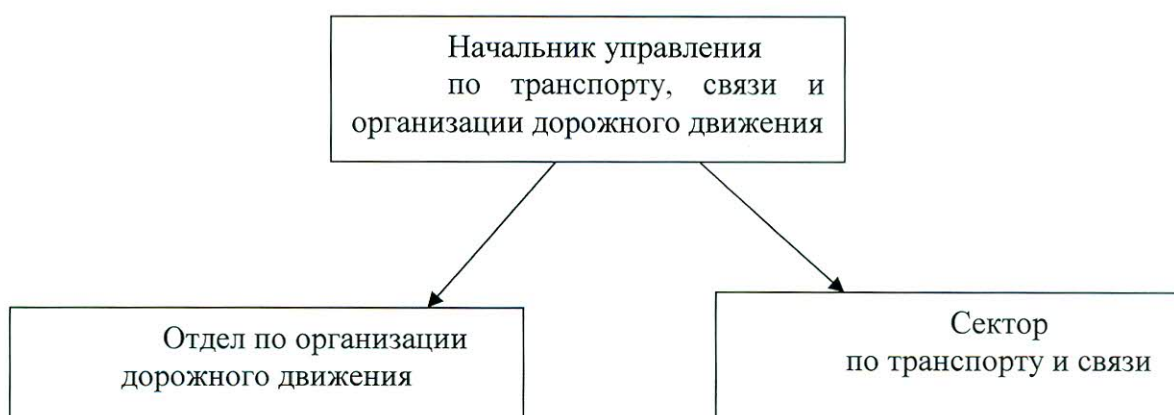 Начальник управления
по транспорту, связи и
организации дорожного движения
Отдел по организации
дорожного движения
Сектор
по транспорту и связи